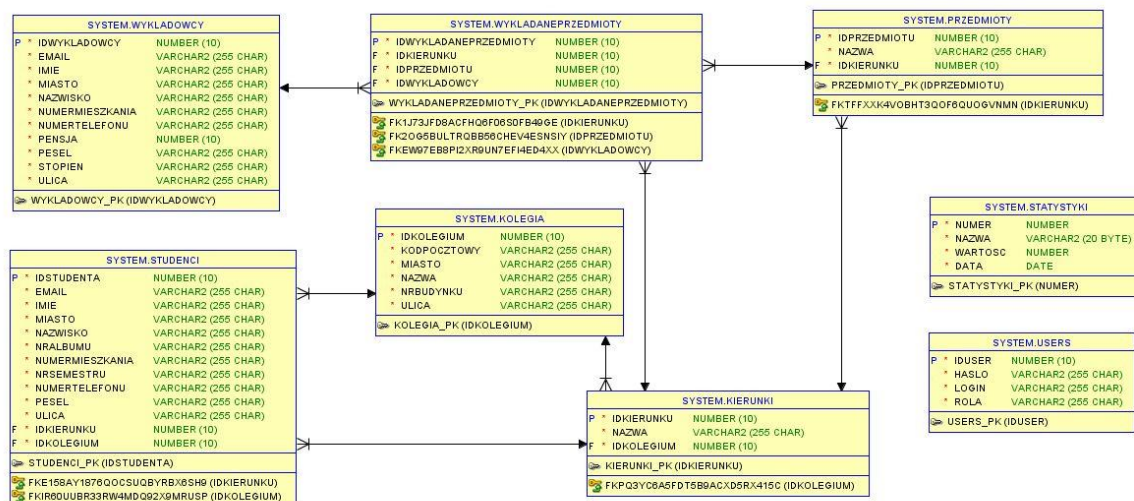 SYSTEM.WYKLADOWCY
P * IDWYKLADOWCY NUMBER (10)
* EMAIL VARCHAR2 (255 CHAR)
* IMIE VARCHAR2 (255 CHAR)
* MIASTO VARCHAR2 (255 CHAR)
* NAZWISKO VARCHAR2 (255 CHAR)
* NUMERMIESZKANIA VARCHAR2 (255 CHAR)
* NUMERTELEFONU VARCHAR2 (255 CHAR)
* PENSJA NUMBER (10)
* PESEL VARCHAR2 (255 CHAR)
* STOPIEN VARCHAR2 (255 CHAR)
* ULICA VARCHAR2 (255 CHAR)
WYKLADOWCY_PK (IDWYKLADOWCY)
SYSTEM.WYKLADANEPRZEDMIOTY
P * IDWYKLADANEPRZEDMIOTY NUMBER (10)
F * IDKIERUNKU NUMBER (10)
F * IDPRZEDMIOTU NUMBER (10)
F * IDWYKLADOWCY NUMBER (10)
WYKLADANEPRZEDMIOTY_PK (IDWYKLADANEPRZEDMIOTY)
FK1J73JFD8ACFHQ6F06S0FB49GE (IDKIERUNKU)
FK2OG5BULTRQBB56CHEV4ESNSIY (IDPRZEDMIOTU)
FKEW97EB8PI2XR9UN7EFI4ED4XX (IDWYKLADOWCY)
SYSTEM.PRZEDMIOTY
P * IDPRZEDMIOTU NUMBER (10)
* NAZWA VARCHAR2 (255 CHAR)
F * IDKIERUNKU NUMBER (10)
PRZEDMIOTY_PK (IDPRZEDMIOTU)
FKTFFXXK4VOBHT3QOF6QUOGVNMN (IDKIERUNKU)
SYSTEM.KOLEGIA
P * IDKOLEGIUM NUMBER (10)
* KODPOCZTOWY VARCHAR2 (255 CHAR)
* MIASTO VARCHAR2 (255 CHAR)
* NAZWA VARCHAR2 (255 CHAR)
* NRBUDYNKU VARCHAR2 (255 CHAR)
* ULICA VARCHAR2 (255 CHAR)
KOLEGIA_PK (IDKOLEGIUM)
SYSTEM.STATYSTYKI
P * NUMER NUMBER
* NAZWA VARCHAR2 (20 BYTE)
* WARTOSC NUMBER
* DATA DATE
STATYSTYKI_PK (NUMER)
SYSTEM.STUDENCI
P * IDSTUDENTA NUMBER (10)
* EMAIL VARCHAR2 (255 CHAR)
* IMIE VARCHAR2 (255 CHAR)
* MIASTO VARCHAR2 (255 CHAR)
* NAZWISKO VARCHAR2 (255 CHAR)
* NRALBUMU VARCHAR2 (255 CHAR)
* NUMERMIESZKANIA VARCHAR2 (255 CHAR)
* NRSEMESTRU VARCHAR2 (255 CHAR)
* NUMERTELEFONU VARCHAR2 (255 CHAR)
* PESEL VARCHAR2 (255 CHAR)
* ULICA VARCHAR2 (255 CHAR)
F * IDKIERUNKU NUMBER (10)
F * IDKOLEGIUM NUMBER (10)
STUDENCI_PK (IDSTUDENTA)
FKE158AY1876QOCSUQBYRBX6SH9 (IDKIERUNKU)
FKIR60UUBR33RW4MDQ92X9MRUSP (IDKOLEGIUM)
SYSTEM.KIERUNKI
P * IDKIERUNKU NUMBER (10)
* NAZWA VARCHAR2 (255 CHAR)
F * IDKOLEGIUM NUMBER (10)
KIERUNKI_PK (IDKIERUNKU)
FKPQ3YC6A5FDT5B9ACXD5RX415C (IDKOLEGIUM)
SYSTEM.USERS
P * IDUSER NUMBER (10)
* HASLO VARCHAR2 (255 CHAR)
* LOGIN VARCHAR2 (255 CHAR)
* ROLA VARCHAR2 (255 CHAR)
USERS_PK (IDUSER)